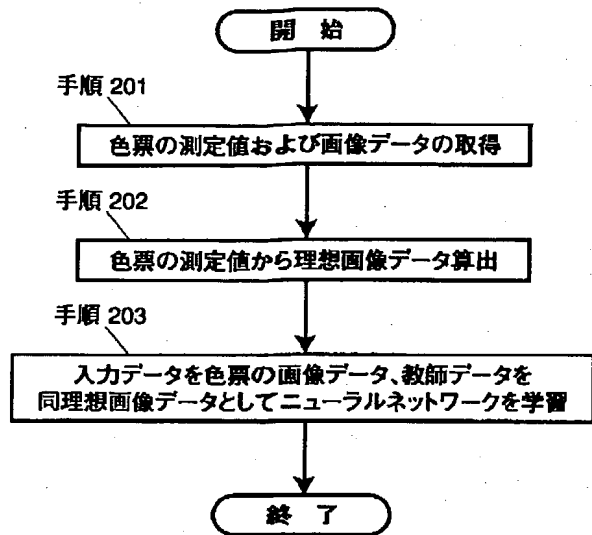 開 始
手順 201
色票の測定値および画像データの取得
手順 202
色票の測定値から理想画像データ算出
手順 203
入力データを色票の画像データ、教師データを
同理想画像データとしてニューラルネットワークを学習
終 了